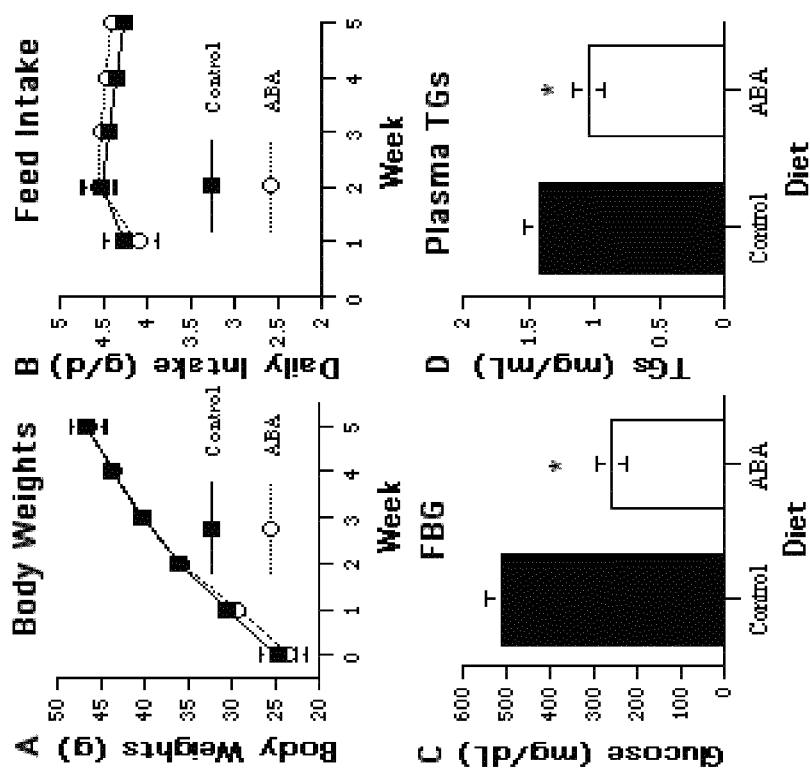 A
Body Weights
Body Weights (g)
50
45
40
35
30
25
20
0
1
2
3
4
5
Week
Control
ABA
B
Feed Intake
Daily Intake (g/d)
5
4.5
4
3.5
3
2.5
2
0
1
2
3
4
5
Week
Control
ABA
C
FBG
Glucose (mg/dL)
600
500
400
300
200
100
0
*
Control
ABA
Diet
D
Plasma TGs
TGs (mg/mL)
2
1.5
1
0.5
0
*
Control
ABA
Diet